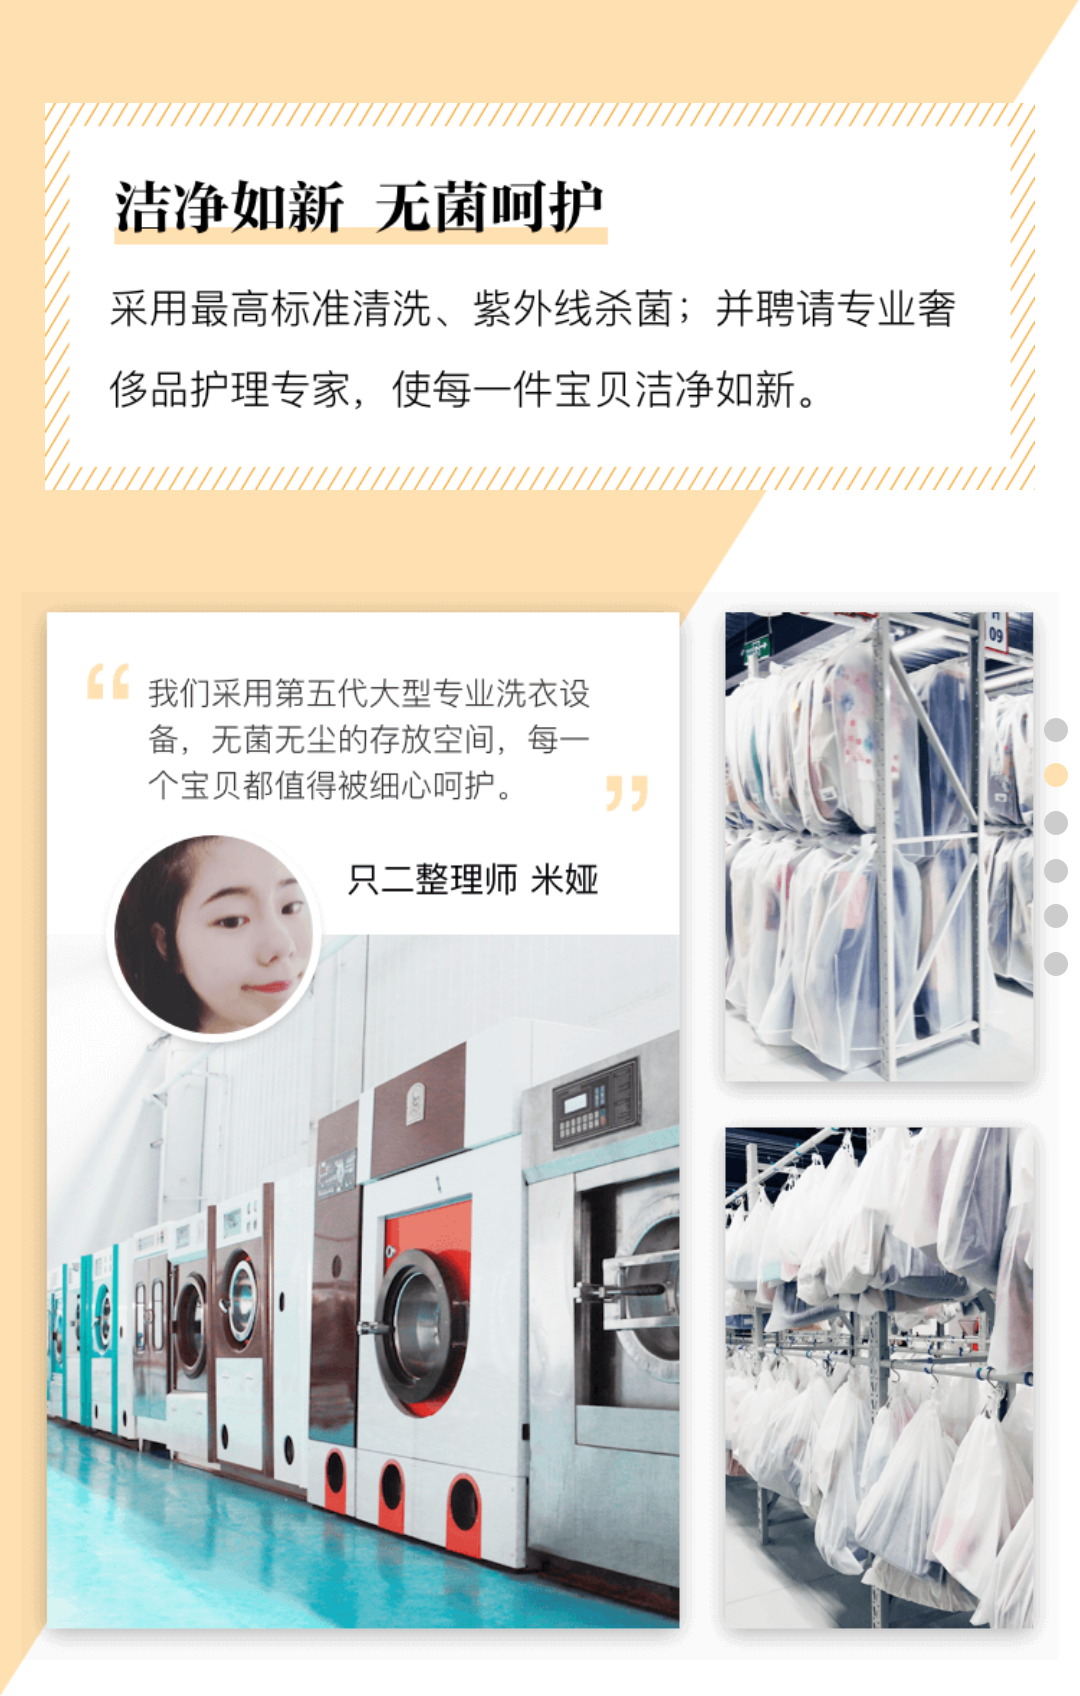 洁净如新 无菌呵护
采用最高标准清洗、紫外线杀菌；并聘请专业奢
侈品护理专家，使每一件宝贝洁净如新。
“我们采用第五代大型专业洗衣设
备，无菌无尘的存放空间，每一
个宝贝都值得被细心呵护。”
只二整理师 米娅
09